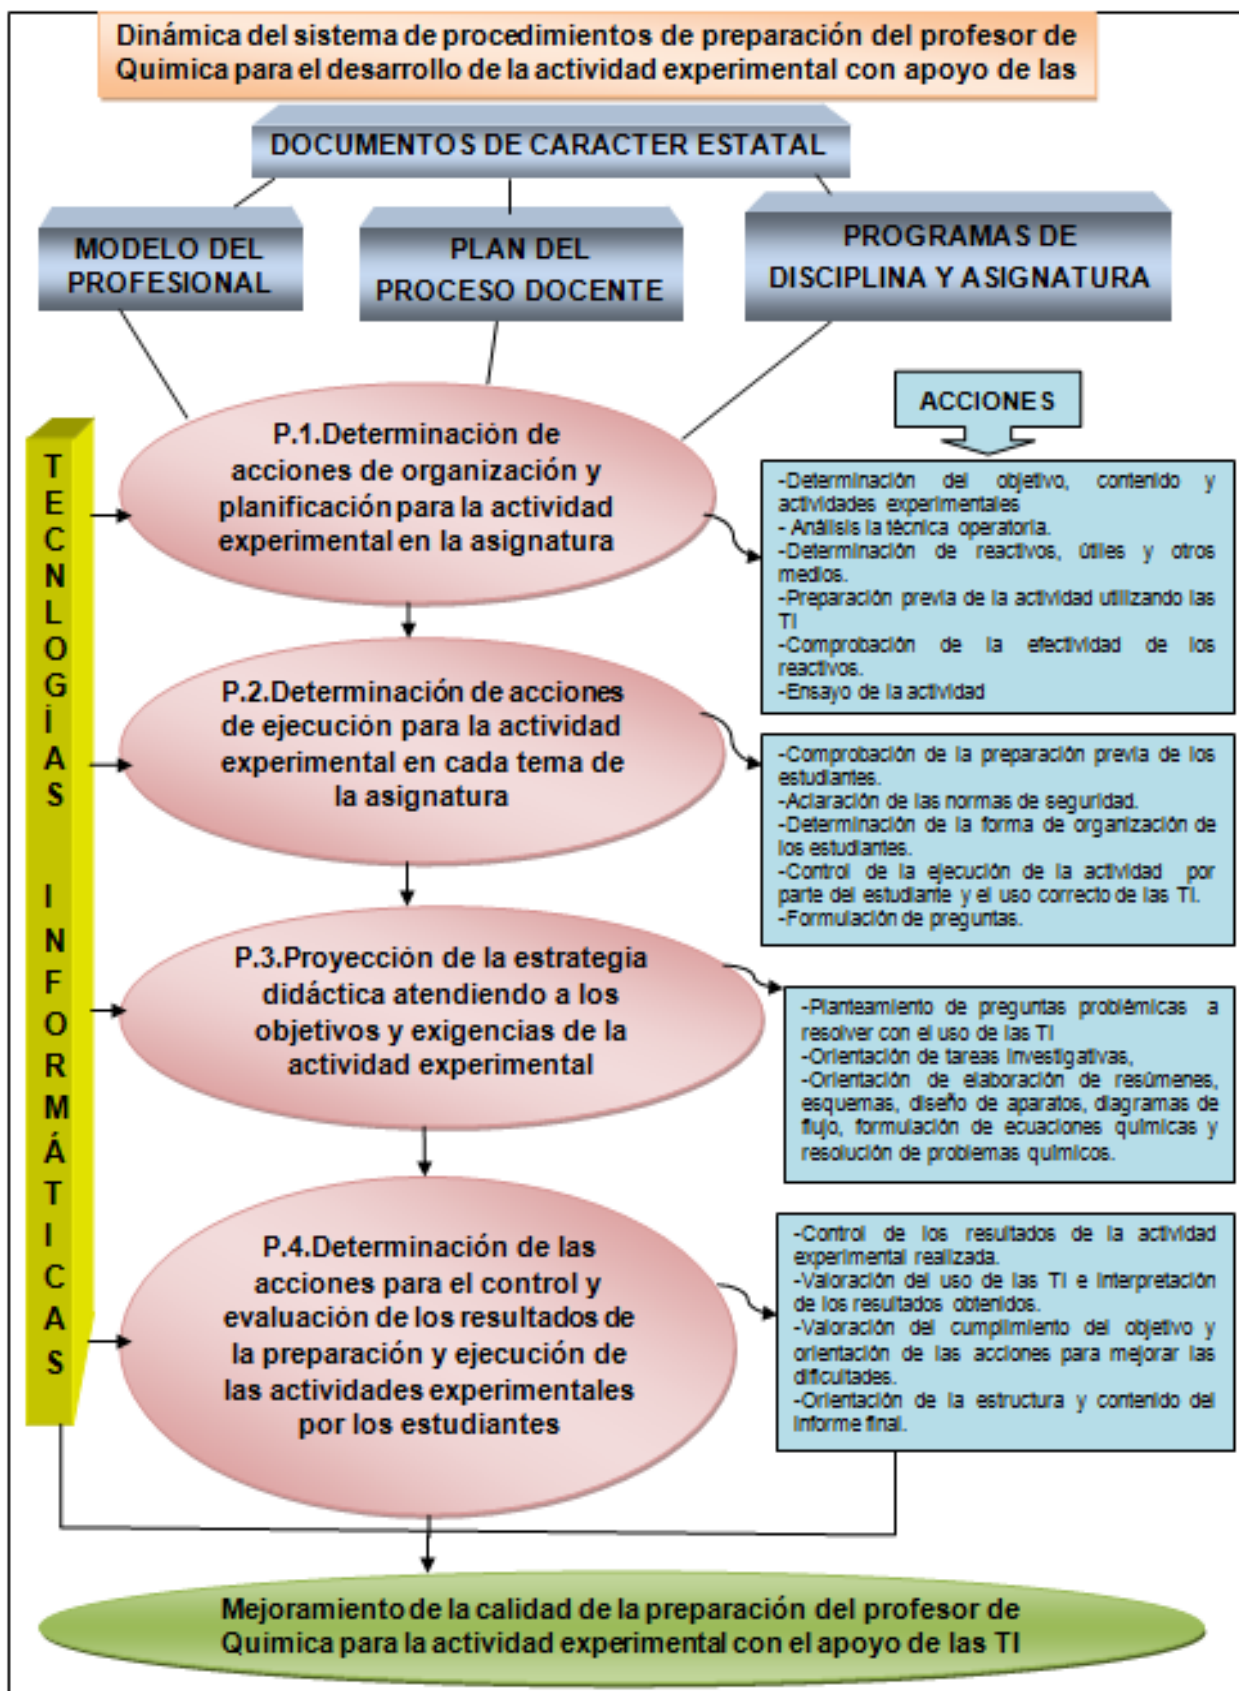 Dinámica del sistema de procedimientos de preparación del profesor de
Quimica para el desarrollo de la actividad experimental con apoyo de las
DOCUMENTOS DE CARACTER ESTATAL
MODELO DEL
PROFESIONAL
PLAN DEL
PROCESO DOCENTE
PROGRAMAS DE
DISCIPLINA Y ASIGNATURA
TECNLOGÍAS INFORMÁTICAS
P.1.Determinación de
acciones de organización y
planificación para la actividad
experimental en la asignatura
ACCIONES
-Determinación del objetivo, contenido y
actividades experimentales
- Análisis la técnica operatoria.
-Determinación de reactivos, útiles y otros
medios.
-Preparación previa de la actividad utilizando las
TI
-Comprobación de la efectividad de los
reactivos.
-Ensayo de la actividad
P.2.Determinación de acciones
de ejecución para la actividad
experimental en cada tema de
la asignatura
-Comprobación de la preparación previa de los
estudiantes.
-Aclaración de las normas de seguridad.
-Determinación de la forma de organización de
los estudiantes.
-Control de la ejecución de la actividad por
parte del estudiante y el uso correcto de las TI.
-Formulación de preguntas.
P.3.Proyección de la estrategia
didáctica atendiendo a los
objetivos y exigencias de la
actividad experimental
-Planteamiento de preguntas problémicas a
resolver con el uso de las TI
-Orientación de tareas investigativas,
-Orientación de elaboración de resúmenes,
esquemas, diseño de aparatos, diagramas de
flujo, formulación de ecuaciones químicas y
resolución de problemas químicos.
P.4.Determinación de las
acciones para el control y
evaluación de los resultados de
la preparación y ejecución de
las actividades experimentales
por los estudiantes
-Control de los resultados de la actividad
experimental realizada.
-Valoración del uso de las TI e interpretación
de los resultados obtenidos.
-Valoración del cumplimiento del objetivo y
orientación de las acciones para mejorar las
dificultades.
-Orientación de la estructura y contenido del
informe final.
Mejoramiento de la calidad de la preparación del profesor de
Quimica para la actividad experimental con el apoyo de las TI